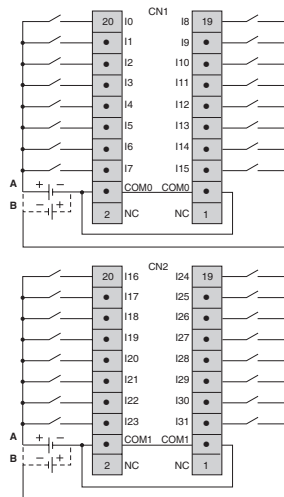 CN1
20 I0 I8 19
I1 I9
I2 I10
I3 I11
I4 I12
I5 I13
I6 I14
I7 I15
A + − COM0 COM0
B − + 2 NC NC 1
CN2
20 I16 I24 19
I17 I25
I18 I26
I19 I27
I20 I28
I21 I29
I22 I30
I23 I31
A + − COM1 COM1
B − + 2 NC NC 1